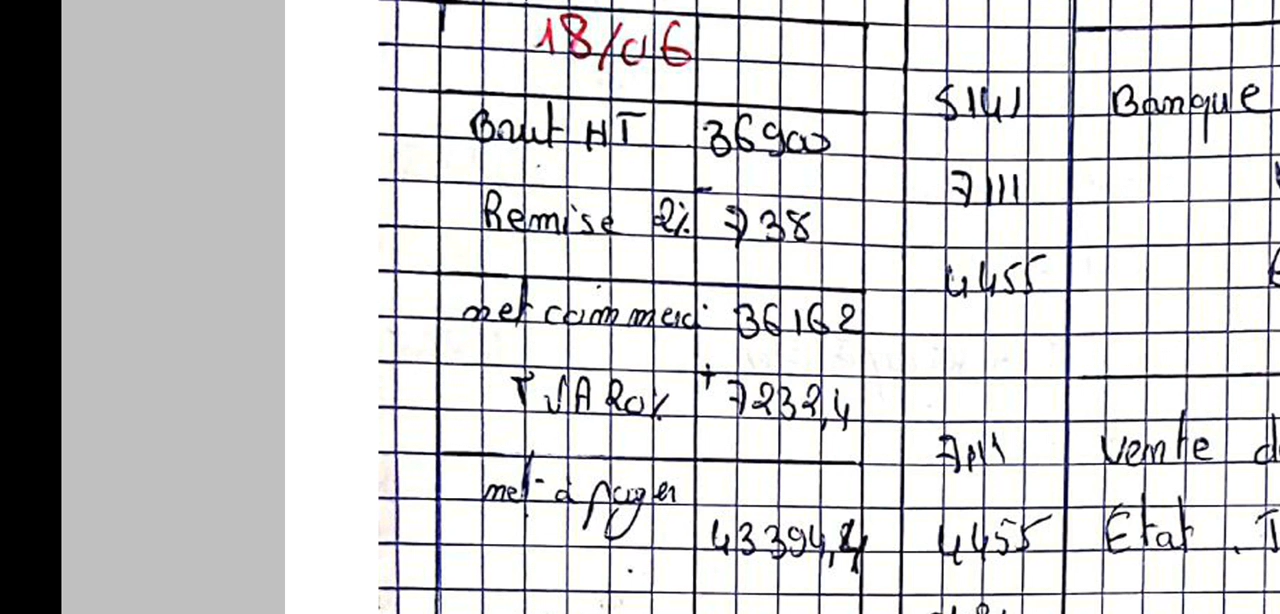 18/06
Brut HT 36900
5141 Banque
7111
Remise 2% - 738
4455
net commerci 36162
TVA 20% + 7232,4
7111 Vente d
net à payer
43394,4
4455 Etat . T